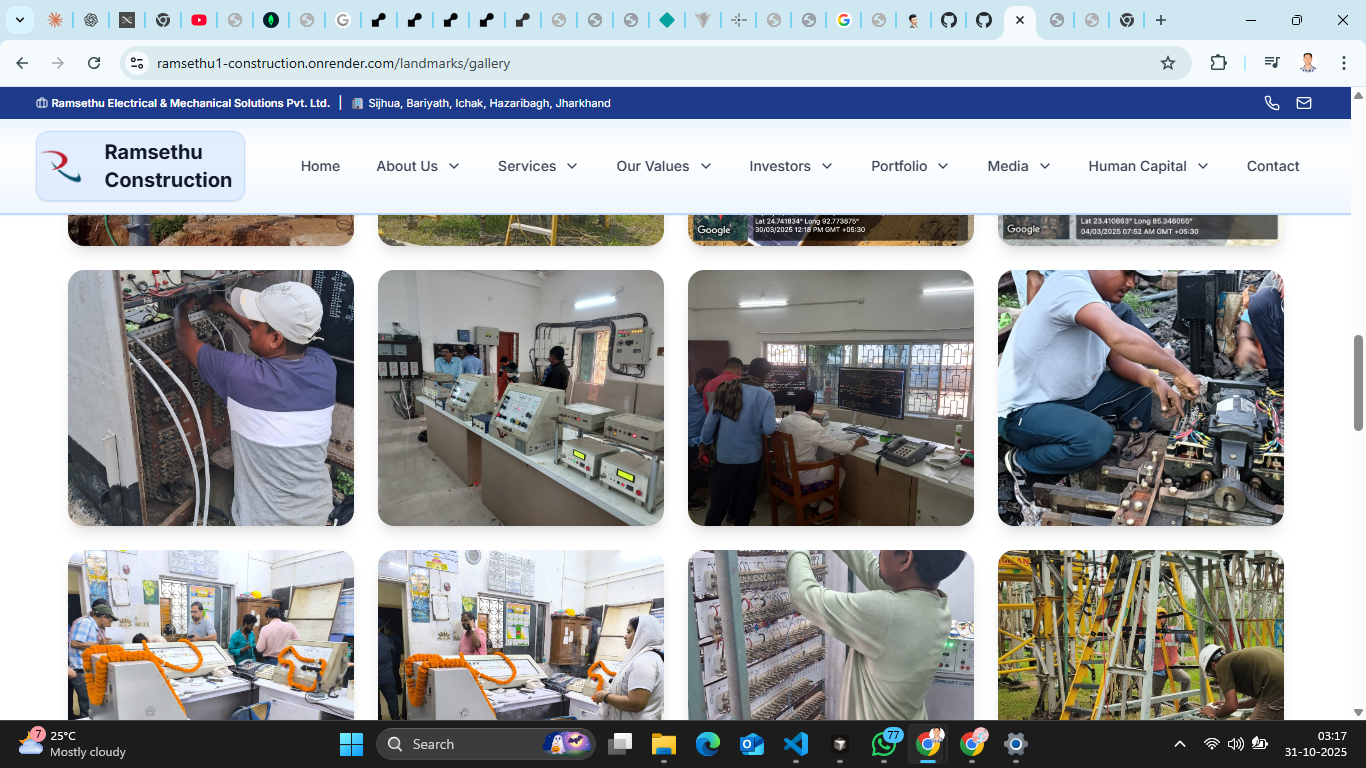 ramsethu1-construction.onrender.com/landmarks/gallery
Ramsethu Electrical & Mechanical Solutions Pvt. Ltd. | Sijhua, Bariyath, Ichak, Hazaribagh, Jharkhand
Ramsethu
Construction
Home About Us Services Our Values Investors Portfolio Media Human Capital Contact
Google
Lat 24.741834° Long 92.773875°
30/03/2025 12:18 PM GMT +05:30
Google
Lat 23.410863° Long 85.346055°
04/03/2025 07:52 AM GMT +05:30
7
25°C
Mostly cloudy
Search
77
03:17
31-10-2025